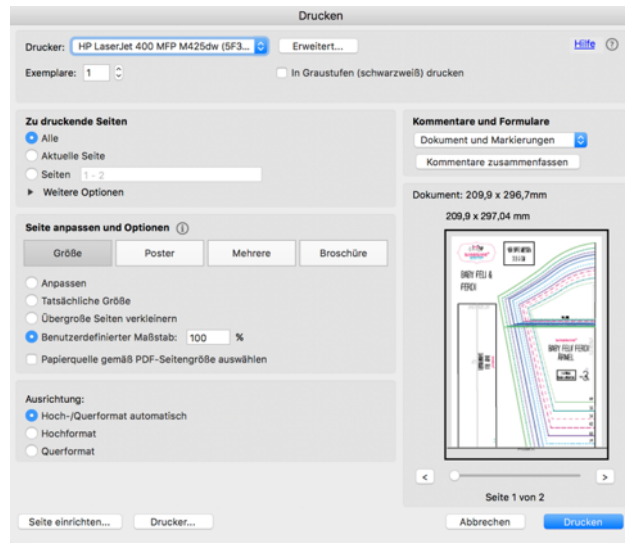 Drucken
Drucker: HP LaserJet 400 MFP M425dw (5F3... Erweitert... Hilfe ?
Exemplare: 1 In Graustufen (schwarzweiß) drucken
Zu druckende Seiten
Alle
Aktuelle Seite
Seiten 1 - 2
Weitere Optionen
Seite anpassen und Optionen i
Größe Poster Mehrere Broschüre
Anpassen
Tatsächliche Größe
Übergroße Seiten verkleinern
Benutzerdefinierter Maßstab: 100 %
Papierquelle gemäß PDF-Seitengröße auswählen
Ausrichtung:
Hoch-/Querformat automatisch
Hochformat
Querformat
Kommentare und Formulare
Dokument und Markierungen
Kommentare zusammenfassen
Dokument: 209,9 x 296,7mm
209,9 x 297,04 mm
BABY FELI &
FERDI
BABY FELI/ FERDI
ÄRMEL
< >
Seite 1 von 2
Seite einrichten... Drucker... Abbrechen Drucken